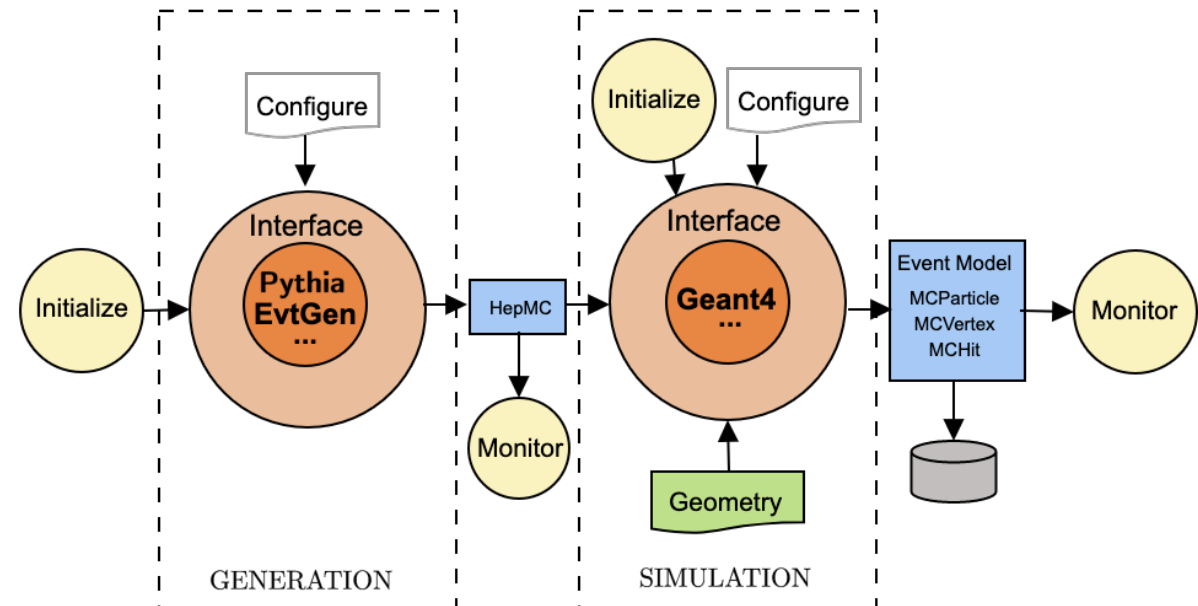 Initialize
Configure
Interface
Pythia
EvtGen
...
HepMC
Monitor
Initialize
Configure
Interface
Geant4
...
Geometry
Event Model
MCParticle
MCVertex
MCHit
Monitor
GENERATION
SIMULATION